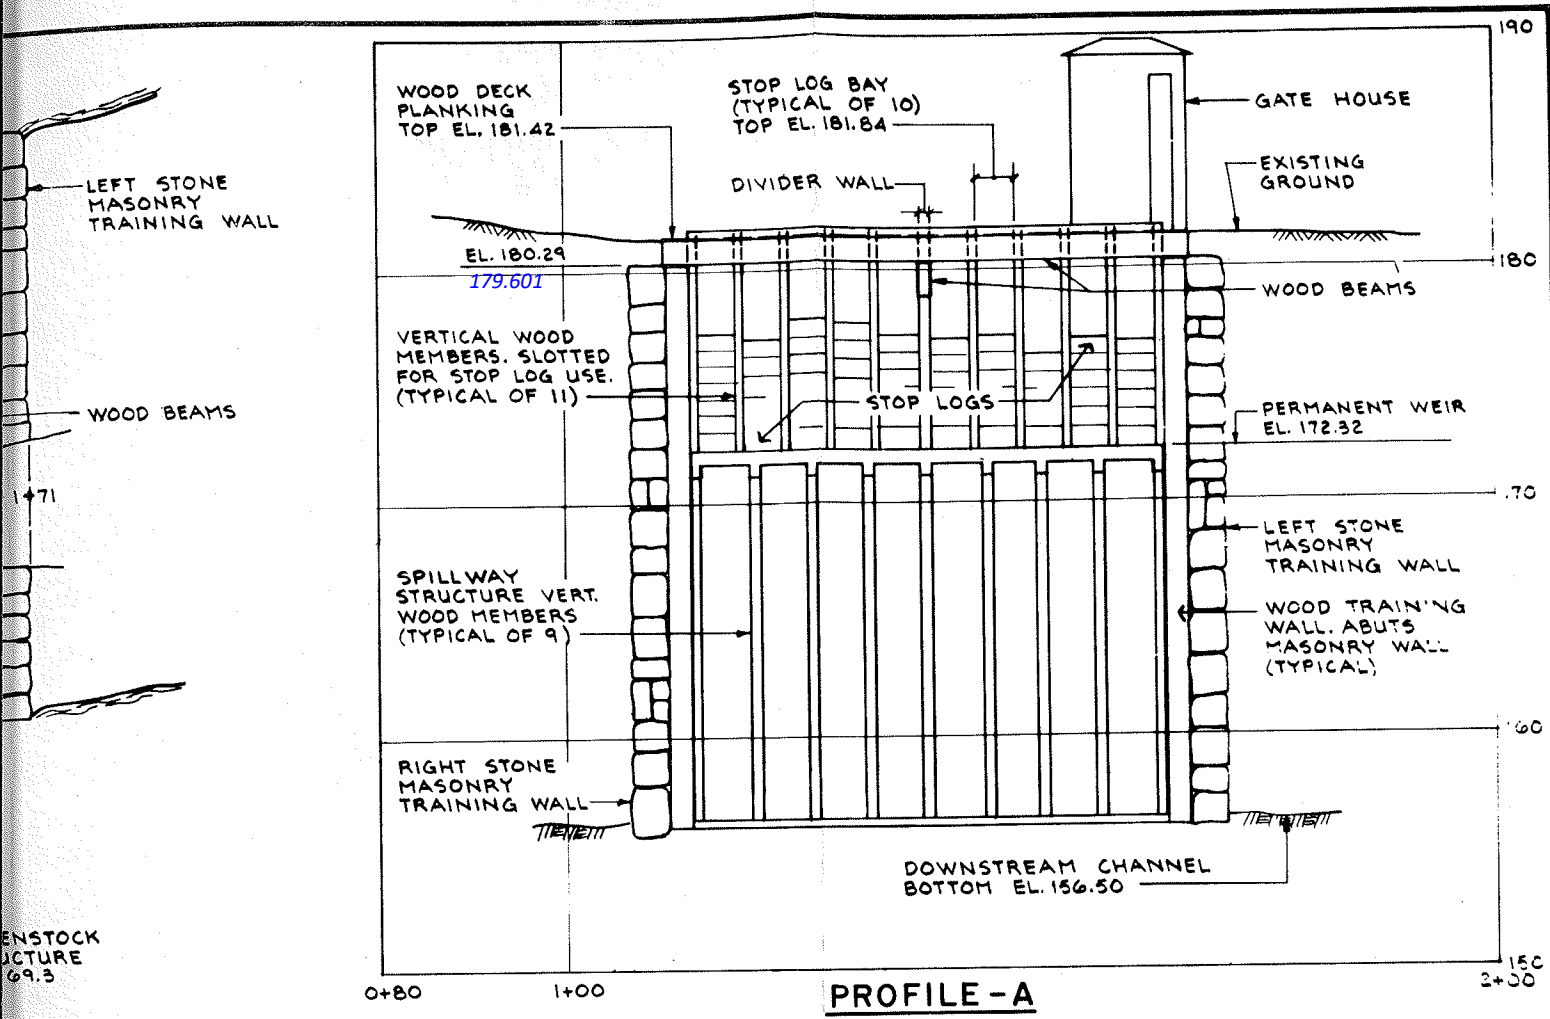 190
WOOD DECK
PLANKING
TOP EL. 181.42
STOP LOG BAY
(TYPICAL OF 10)
TOP EL. 181.84
GATE HOUSE
LEFT STONE
MASONRY
TRAINING WALL
DIVIDER WALL
EXISTING
GROUND
EL. 180.29
179.601
180
WOOD BEAMS
VERTICAL WOOD
MEMBERS. SLOTTED
FOR STOP LOG USE.
(TYPICAL OF 11)
STOP LOGS
WOOD BEAMS
PERMANENT WEIR
EL. 172.32
1+71
.70
LEFT STONE
MASONRY
TRAINING WALL
SPILLWAY
STRUCTURE VERT.
WOOD MEMBERS
(TYPICAL OF 9)
WOOD TRAINING
WALL. ABUTS
MASONRY WALL
(TYPICAL)
'60
RIGHT STONE
MASONRY
TRAINING WALL
DOWNSTREAM CHANNEL
BOTTOM EL. 156.50
ENSTOCK
UCTURE
69.3
150
0+80
1+00
2+00
PROFILE-A